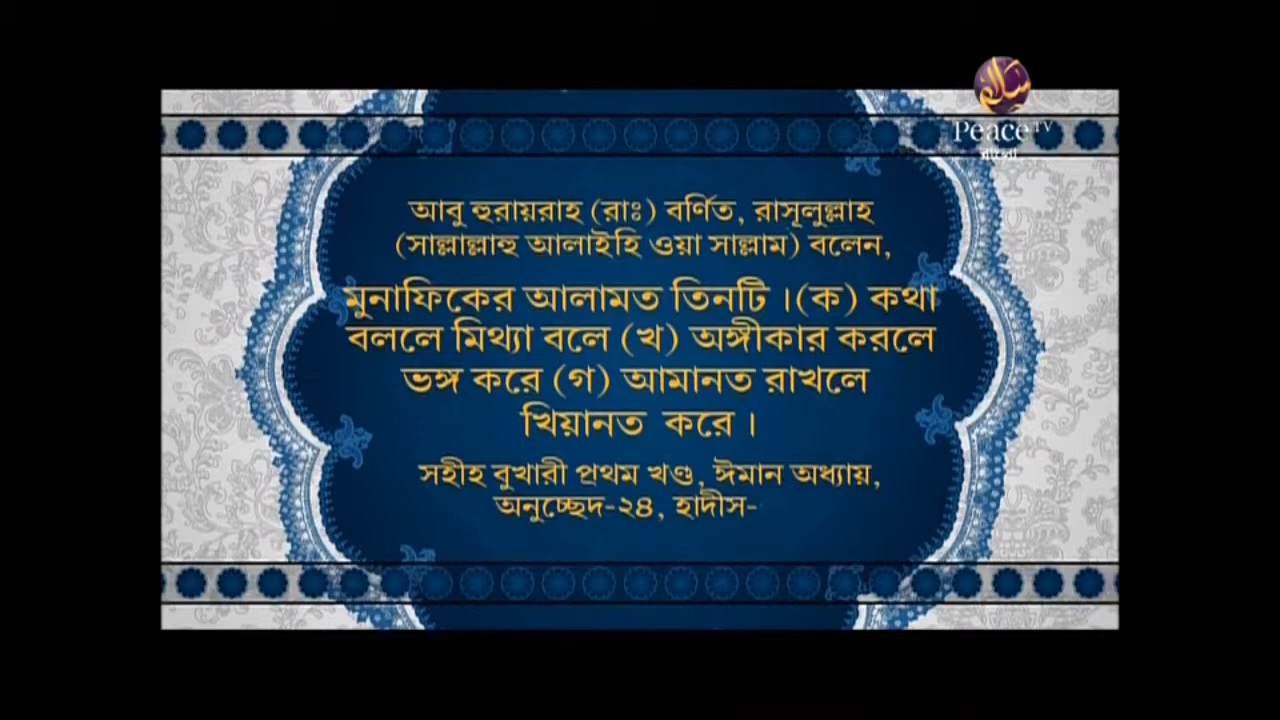 سلام
Peace TV
বাংলা
আবু হুরায়রাহ (রাঃ) বর্ণিত, রাসূলুল্লাহ
(সাল্লাল্লাহু আলাইহি ওয়া সাল্লাম) বলেন,
মুনাফিকের আলামত তিনটি ।(ক) কথা
বললে মিথ্যা বলে (খ) অঙ্গীকার করলে
ভঙ্গ করে (গ) আমানত রাখলে
খিয়ানত করে ।
সহীহ বুখারী প্রথম খণ্ড, ঈমান অধ্যায়,
অনুচ্ছেদ-২৪, হাদীস-